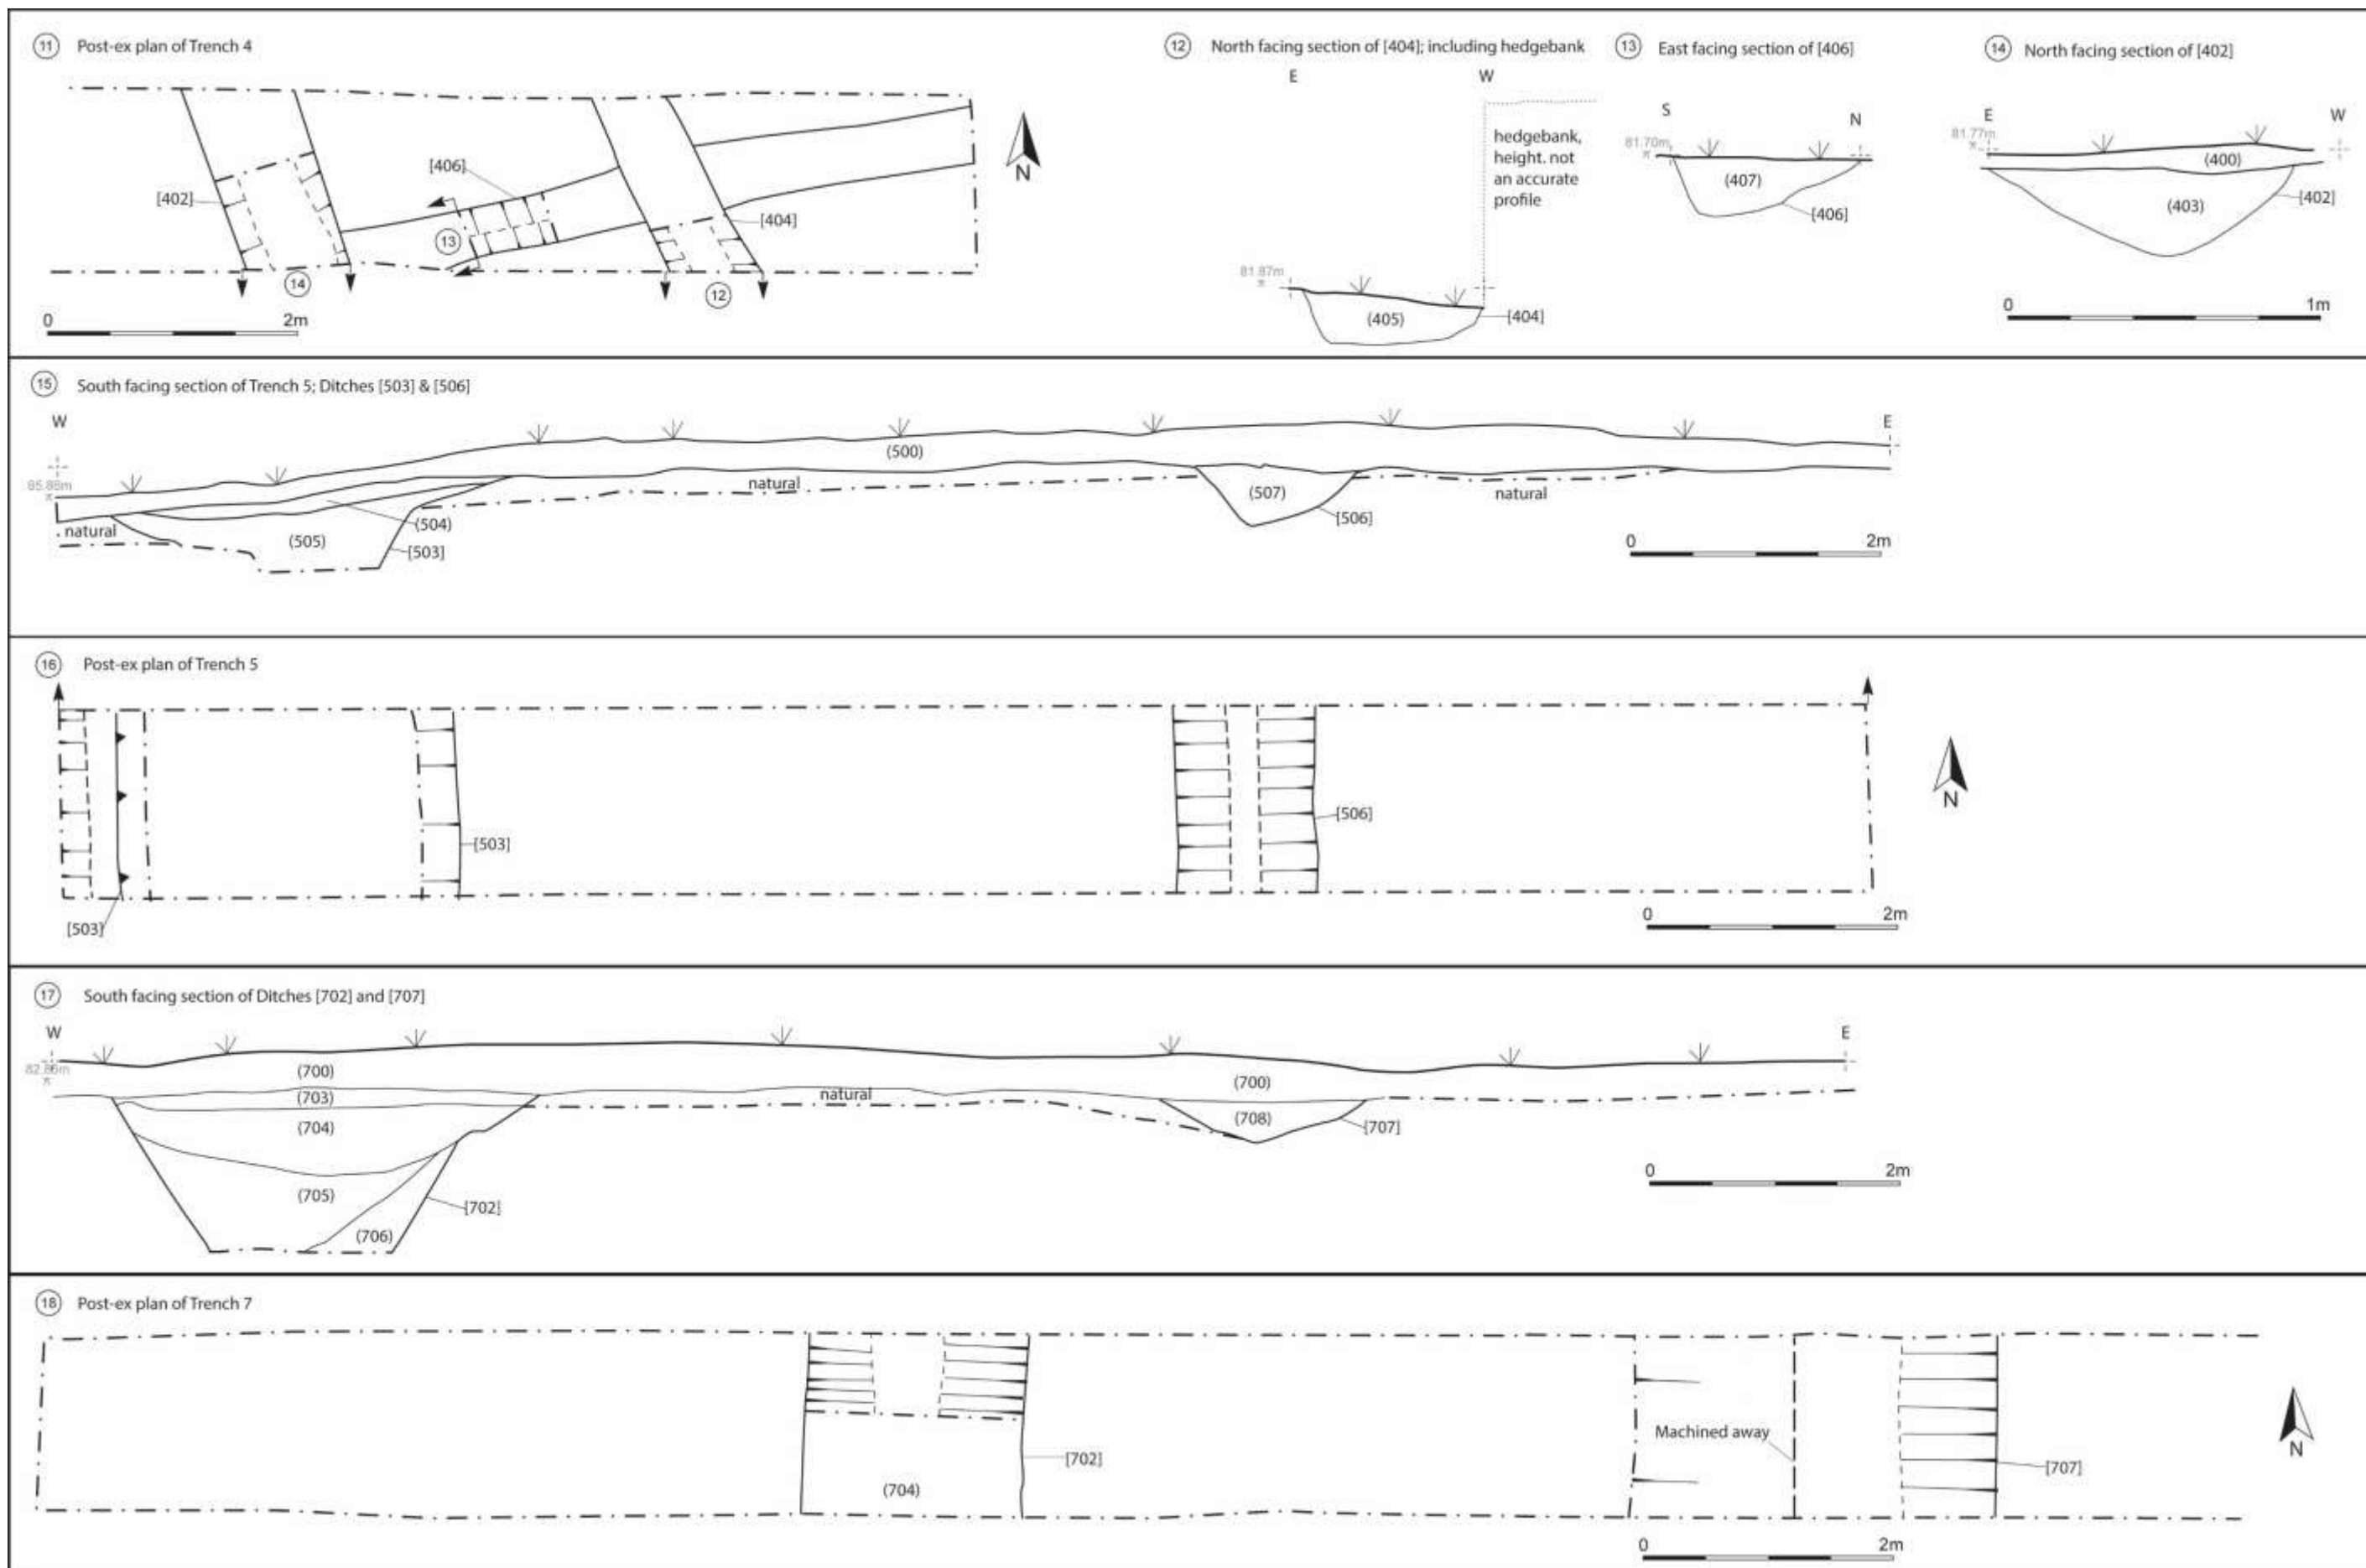 11 Post-ex plan of Trench 4
[402]
[406]
[404]
13
14
12
N
0 2m
12 North facing section of [404]; including hedgebank
E W
hedgebank,
height. not
an accurate
profile
81.87m
(405)
[404]
13 East facing section of [406]
S N
81.70m
(407)
[406]
14 North facing section of [402]
E W
81.77m
(400)
(403)
[402]
0 1m
15 South facing section of Trench 5; Ditches [503] & [506]
W E
(500)
natural
natural
natural
(504)
(505)
[503]
(507)
[506]
0 2m
16 Post-ex plan of Trench 5
[503]
[503]
[506]
N
0 2m
17 South facing section of Ditches [702] and [707]
W E
(700)
(700)
(703)
natural
(704)
(708)
[707]
(705)
[702]
(706)
0 2m
18 Post-ex plan of Trench 7
Machined away
[702]
[707]
(704)
N
0 2m